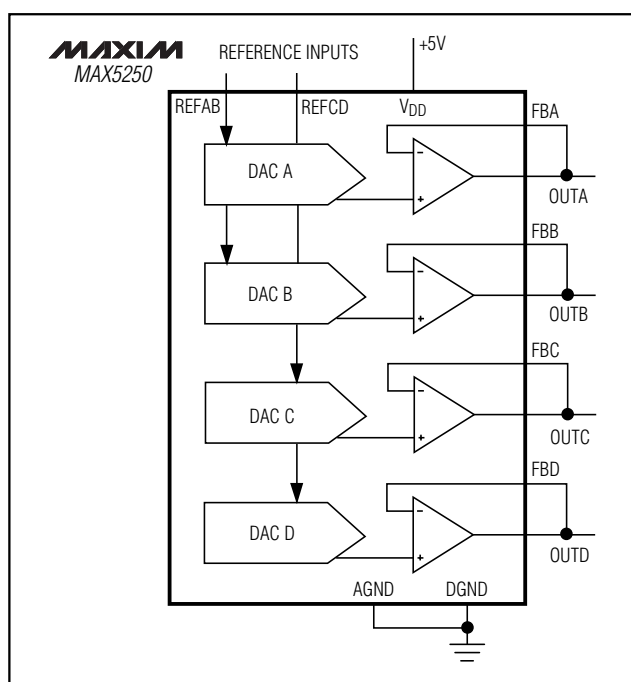 MAXIM
MAX5250
REFERENCE INPUTS
+5V
REFAB
REFCD
VDD
FBA
DAC A
-
+
OUTA
FBB
DAC B
-
+
OUTB
FBC
DAC C
-
+
OUTC
FBD
DAC D
-
+
OUTD
AGND
DGND